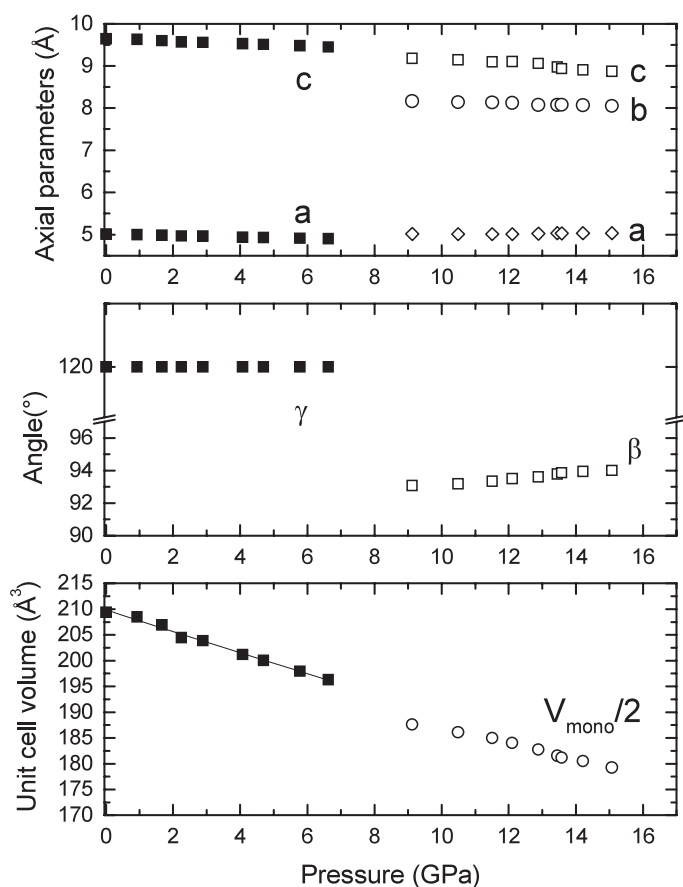 Axial parameters (Å)
10
9
8
7
6
5
c
c
b
a
a
0 2 4 6 8 10 12 14 16
Angle(°)
120
96
94
92
90
γ
β
0 2 4 6 8 10 12 14 16
Unit cell volume (Å³)
215
210
205
200
195
190
185
180
175
170
V_mono/2
0 2 4 6 8 10 12 14 16
Pressure (GPa)